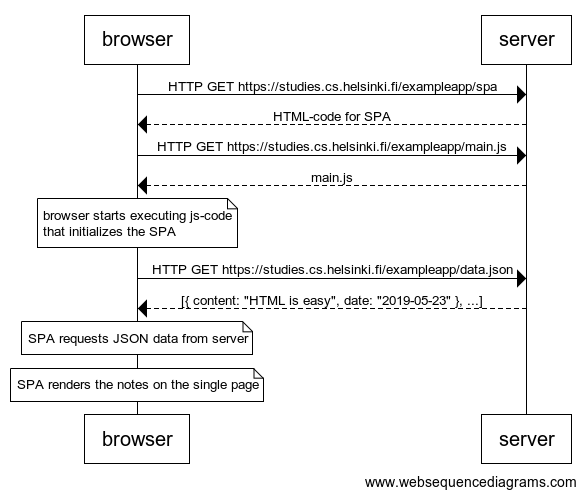 browser
server
HTTP GET https://studies.cs.helsinki.fi/exampleapp/spa
HTML-code for SPA
HTTP GET https://studies.cs.helsinki.fi/exampleapp/main.js
main.js
browser starts executing js-code
that initializes the SPA
HTTP GET https://studies.cs.helsinki.fi/exampleapp/data.json
[{ content: "HTML is easy", date: "2019-05-23" }, ...]
SPA requests JSON data from server
SPA renders the notes on the single page
browser
server
www.websequencediagrams.com